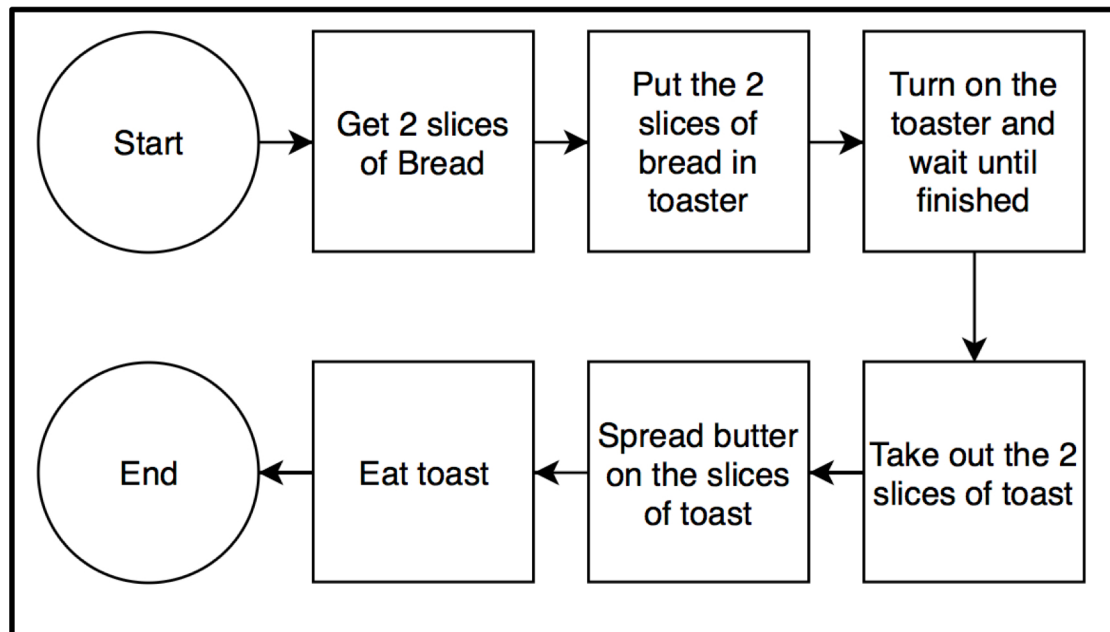 Start
Get 2 slices
of Bread
Put the 2
slices of
bread in
toaster
Turn on the
toaster and
wait until
finished
Take out the 2
slices of toast
Spread butter
on the slices
of toast
Eat toast
End